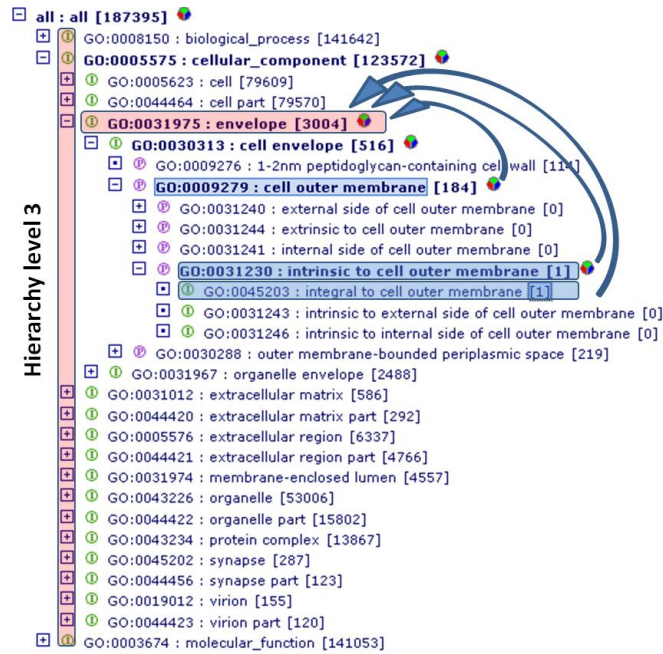 all : all [187395]
GO:0008150 : biological_process [141642]
GO:0005575 : cellular_component [123572]
GO:0005623 : cell [79609]
GO:0044464 : cell part [79570]
GO:0031975 : envelope [3004]
GO:0030313 : cell envelope [516]
GO:0009276 : 1-2nm peptidoglycan-containing cell wall [114]
GO:0009279 : cell outer membrane [184]
GO:0031240 : external side of cell outer membrane [0]
GO:0031244 : extrinsic to cell outer membrane [0]
GO:0031241 : internal side of cell outer membrane [0]
GO:0031230 : intrinsic to cell outer membrane [1]
GO:0045203 : integral to cell outer membrane [1]
GO:0031243 : intrinsic to external side of cell outer membrane [0]
GO:0031246 : intrinsic to internal side of cell outer membrane [0]
GO:0030288 : outer membrane-bounded periplasmic space [219]
GO:0031967 : organelle envelope [2488]
GO:0031012 : extracellular matrix [586]
GO:0044420 : extracellular matrix part [292]
GO:0005576 : extracellular region [6337]
GO:0044421 : extracellular region part [4766]
GO:0031974 : membrane-enclosed lumen [4557]
GO:0043226 : organelle [53006]
GO:0044422 : organelle part [15802]
GO:0043234 : protein complex [13867]
GO:0045202 : synapse [287]
GO:0044456 : synapse part [123]
GO:0019012 : virion [155]
GO:0044423 : virion part [120]
GO:0003674 : molecular_function [141053]
Hierarchy level 3